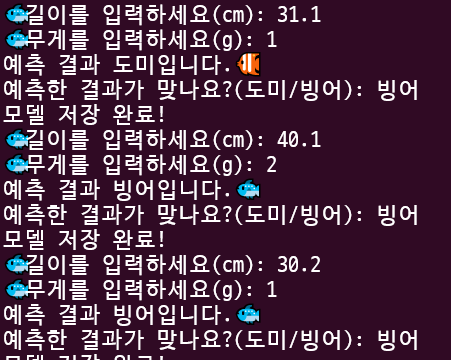 🐟길이를 입력하세요(cm): 31.1
🐟무게를 입력하세요(g): 1
예측 결과 도미입니다.🐠
예측한 결과가 맞나요?(도미/빙어): 빙어
모델 저장 완료!
🐟길이를 입력하세요(cm): 40.1
🐟무게를 입력하세요(g): 2
예측 결과 빙어입니다.🐟
예측한 결과가 맞나요?(도미/빙어): 빙어
모델 저장 완료!
🐟길이를 입력하세요(cm): 30.2
🐟무게를 입력하세요(g): 1
예측 결과 빙어입니다.🐟
예측한 결과가 맞나요?(도미/빙어): 빙어